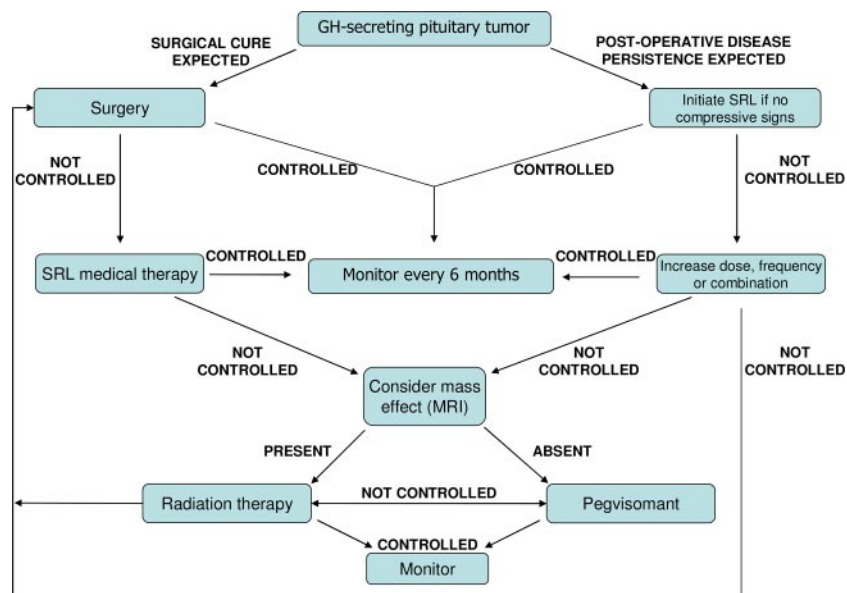 GH-secreting pituitary tumor
SURGICAL CURE
EXPECTED
POST-OPERATIVE DISEASE
PERSISTENCE EXPECTED
Surgery
Initiate SRL if no
compressive signs
NOT
CONTROLLED
CONTROLLED
CONTROLLED
NOT
CONTROLLED
SRL medical therapy
CONTROLLED
Monitor every 6 months
CONTROLLED
Increase dose, frequency
or combination
NOT
CONTROLLED
NOT
CONTROLLED
NOT
CONTROLLED
Consider mass
effect (MRI)
PRESENT
ABSENT
Radiation therapy
NOT CONTROLLED
Pegvisomant
CONTROLLED
Monitor